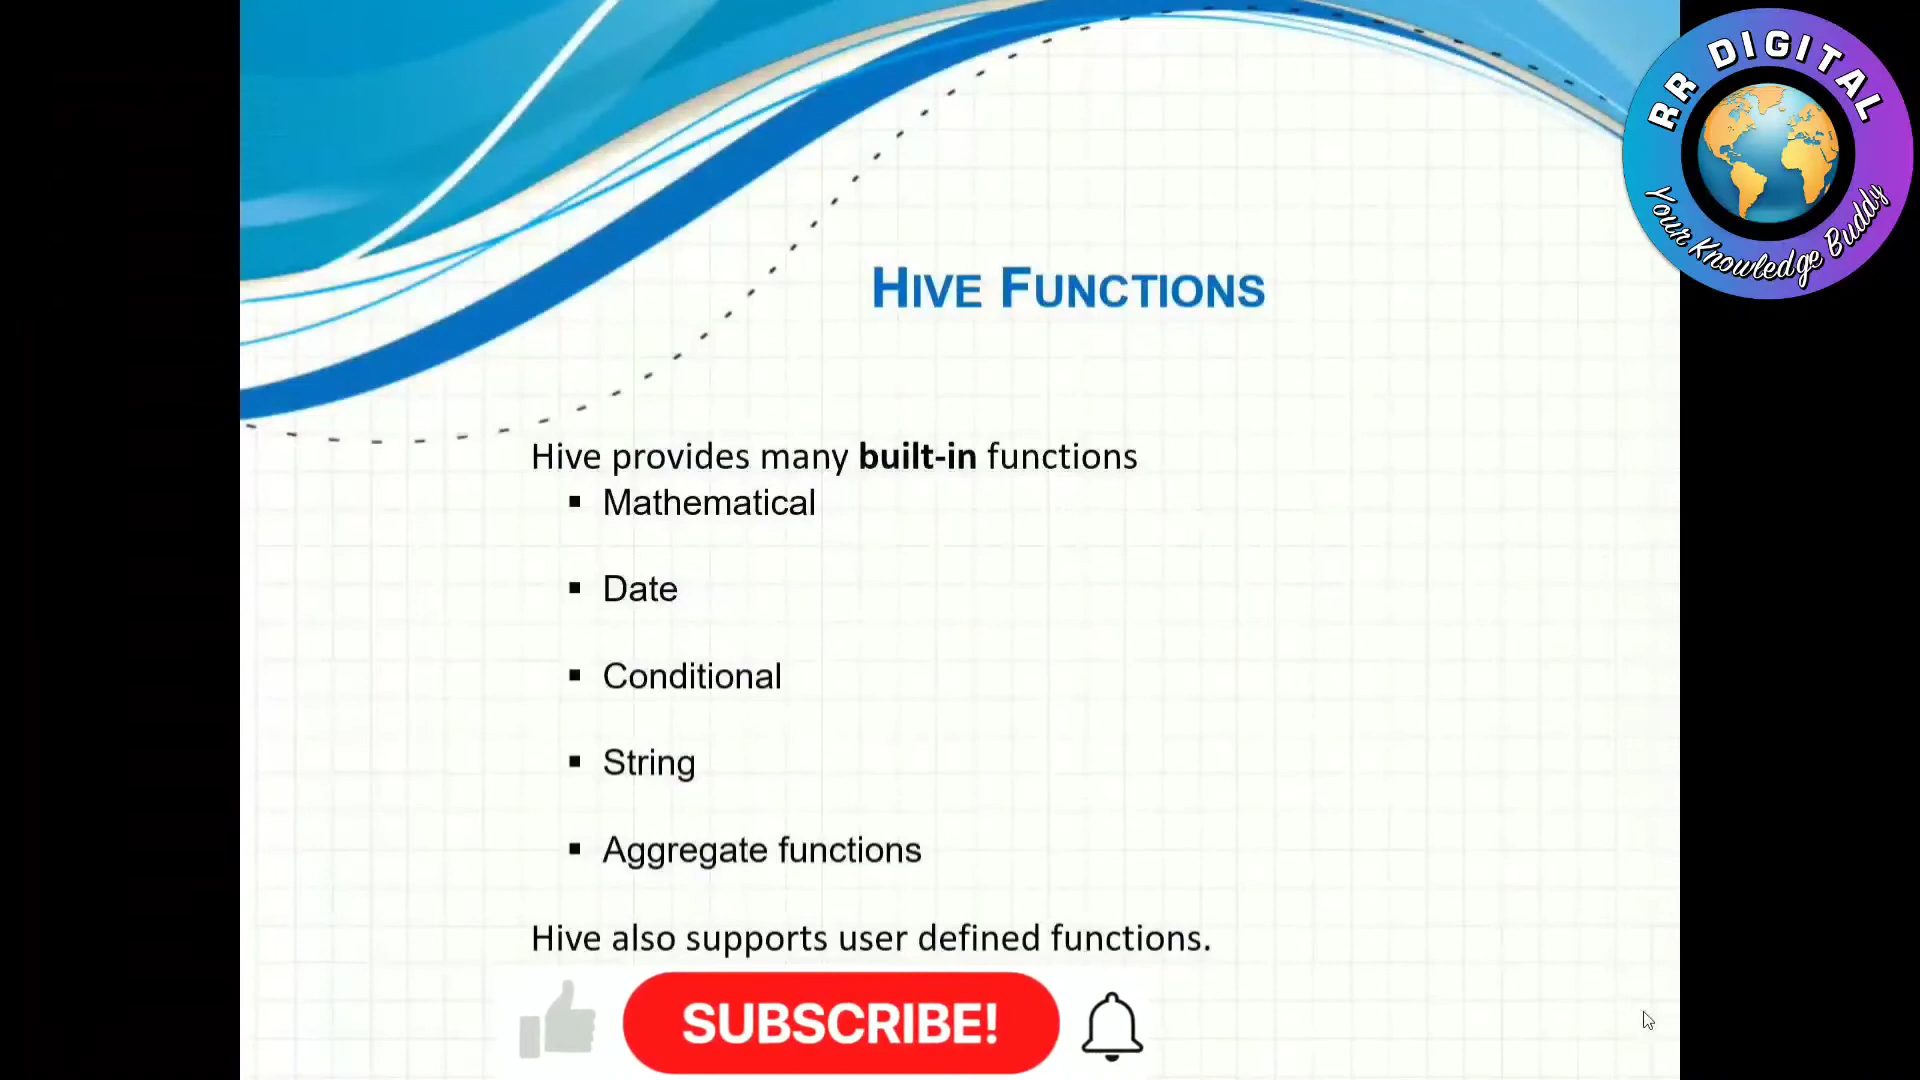 RR DIGITAL
Your Knowledge Buddy
HIVE FUNCTIONS
Hive provides many built-in functions
▪ Mathematical
▪ Date
▪ Conditional
▪ String
▪ Aggregate functions
Hive also supports user defined functions.
SUBSCRIBE!